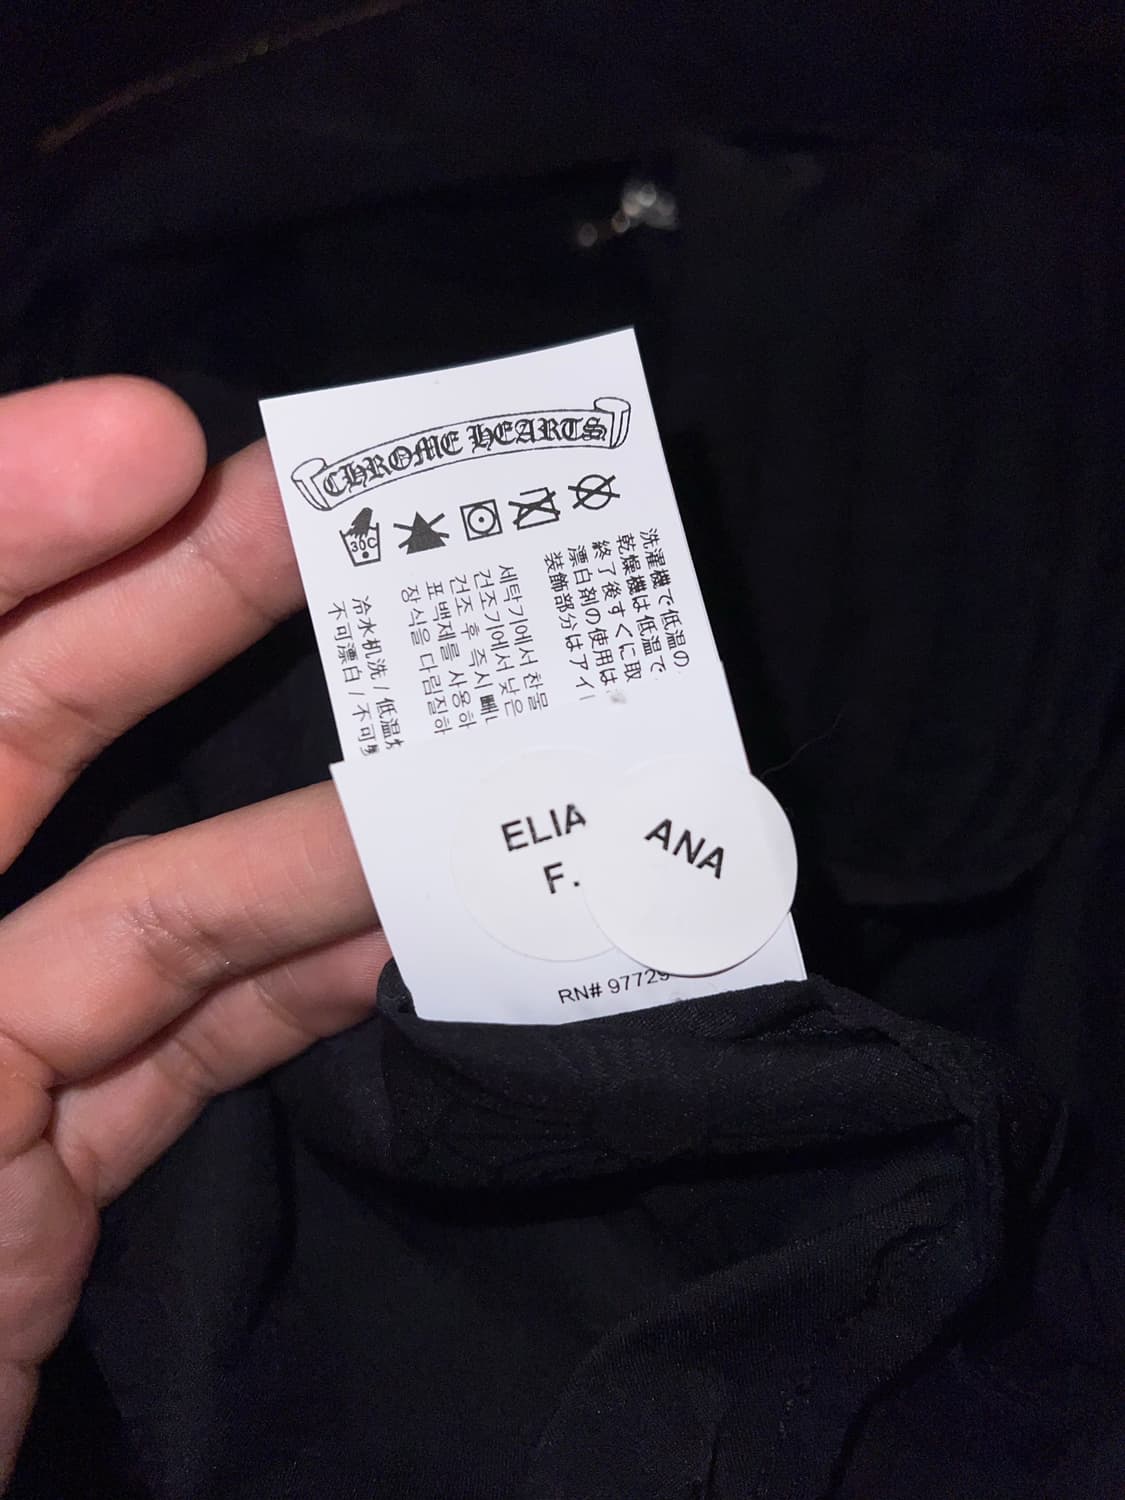 CHROME HEARTS
30C
洗濯機で低温の
乾燥機は低温で
終了後すぐに取
漂白剤の使用は
装飾部分はアイ
세탁기에서 찬물
건조기에서 낮은
건조 후 즉시
표백제를 사용하
장식을 다림질하
冷水机洗 / 低温
不可漂白 / 不可
ELIA
F.
ANA
RN# 97729